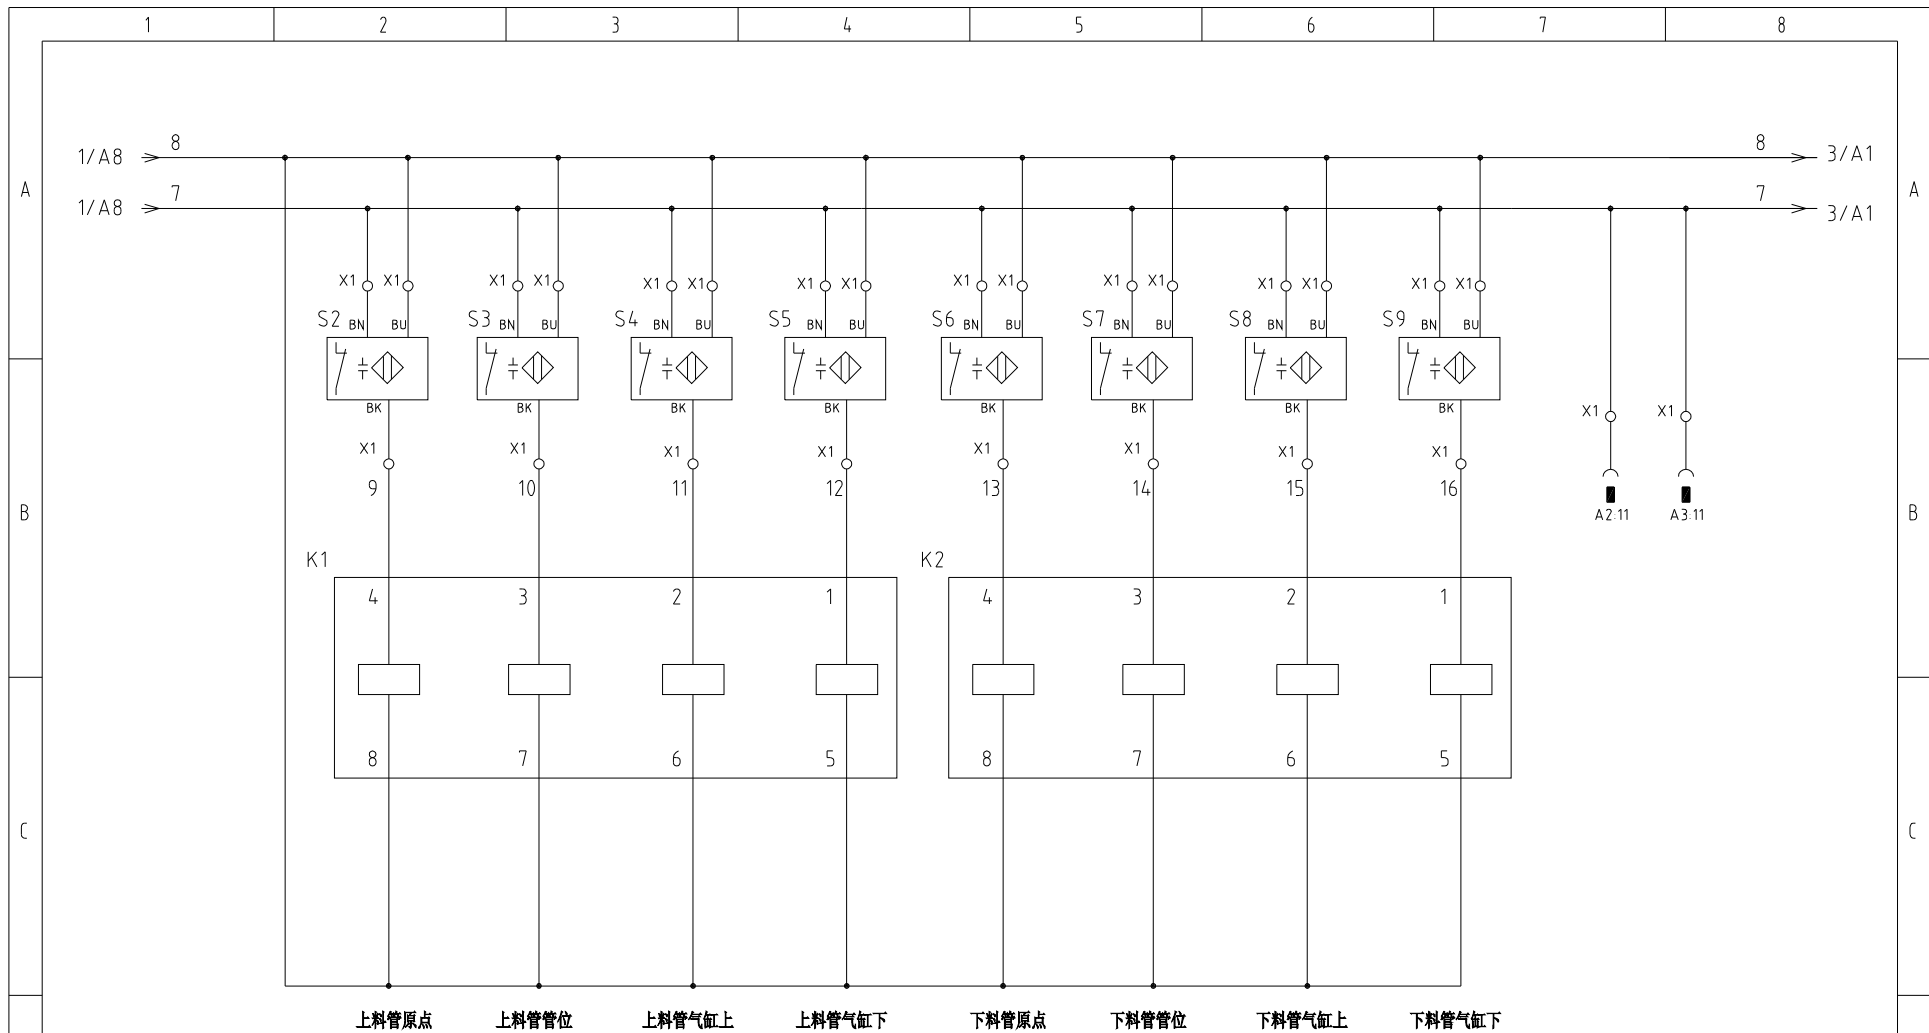 1 2 3 4 5 6 7 8
1/A8 8 8 3/A1
A A
1/A8 7 7 3/A1
X1 X1 X1 X1 X1 X1 X1 X1 X1 X1 X1 X1 X1 X1 X1 X1
S2 BN BU S3 BN BU S4 BN BU S5 BN BU S6 BN BU S7 BN BU S8 BN BU S9 BN BU
BK BK BK BK BK BK BK BK
X1 X1
X1 X1 X1 X1 X1 X1 X1 X1
9 10 11 12 13 14 15 16
B A2:11 A3:11 B
K1 K2
4 3 2 1 4 3 2 1
8 7 6 5 8 7 6 5
C C
上料管原点 上料管管位 上料管气缸上 上料管气缸下 下料管原点 下料管管位 下料管气缸上 下料管气缸下